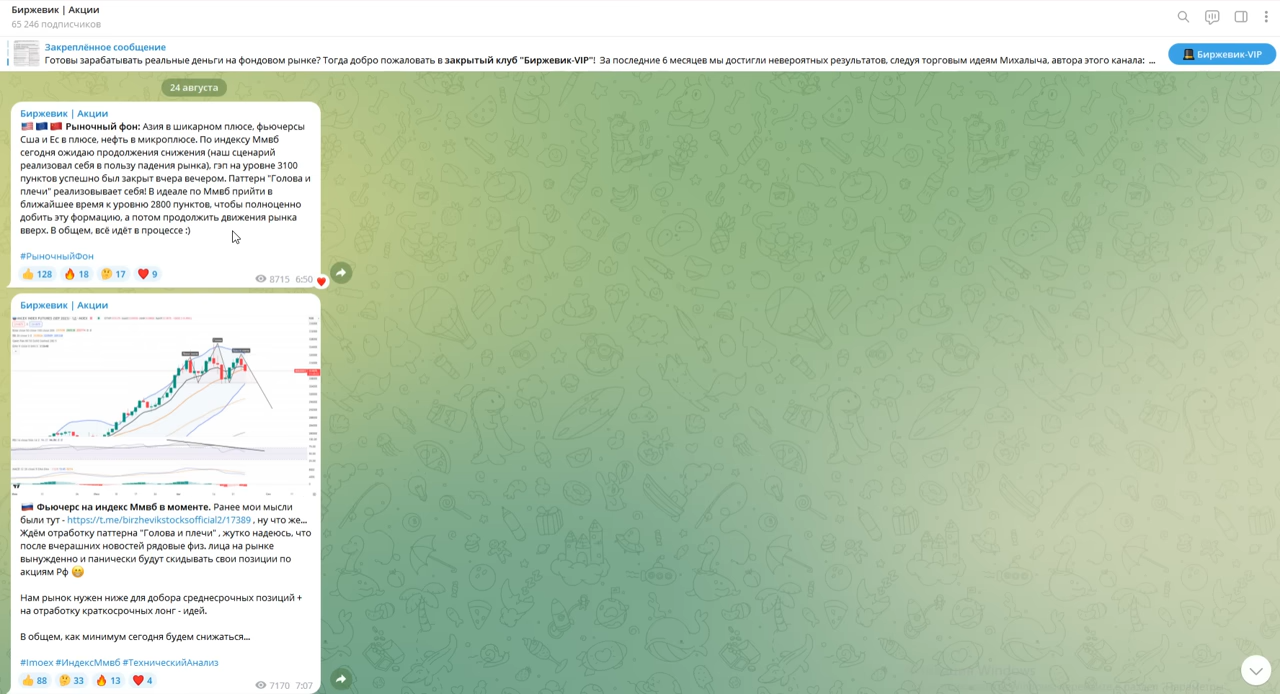 Биржевик | Акции
65 246 подписчиков
Закреплённое сообщение
Готовы зарабатывать реальные деньги на фондовом рынке? Тогда добро пожаловать в закрытый клуб "Биржевик-VIP"! За последние 6 месяцев мы достигли невероятных результатов, следуя торговым идеям Михалыча, автора этого канала: ...
Биржевик-VIP
24 августа
Биржевик | Акции
Рыночный фон: Азия в шикарном плюсе, фьючерсы
Сша и Ес в плюсе, нефть в микроплюсе. По индексу Ммвб
сегодня ожидаю продолжения снижения (наш сценарий
реализовал себя в пользу падения рынка), гэп на уровне 3100
пунктов успешно был закрыт вчера вечером. Паттерн "Голова и
плечи" реализовывает себя! В идеале по Ммвб прийти в
ближайшее время к уровню 2800 пунктов, чтобы полноценно
добить эту формацию, а потом продолжить движения рынка
вверх. В общем, всё идёт в процессе :)
#РыночныйФон
128 18 17 9
8715 6:50
Биржевик | Акции
Фьючерс на индекс Ммвб в моменте. Ранее мои мысли
были тут - https://t.me/birzhevikstocksofficial2/17389 , ну что же...
Ждём отработку паттерна "Голова и плечи" , жутко надеюсь, что
после вчерашних новостей рядовые физ. лица на рынке
вынужденно и панически будут скидывать свои позиции по
акциям Рф
Нам рынок нужен ниже для добора среднесрочных позиций +
на отработку краткосрочных лонг - идей.
В общем, как минимум сегодня будем снижаться...
#Imoex #ИндексМмвб #ТехническийАнализ
88 33 13 4
7170 7:07